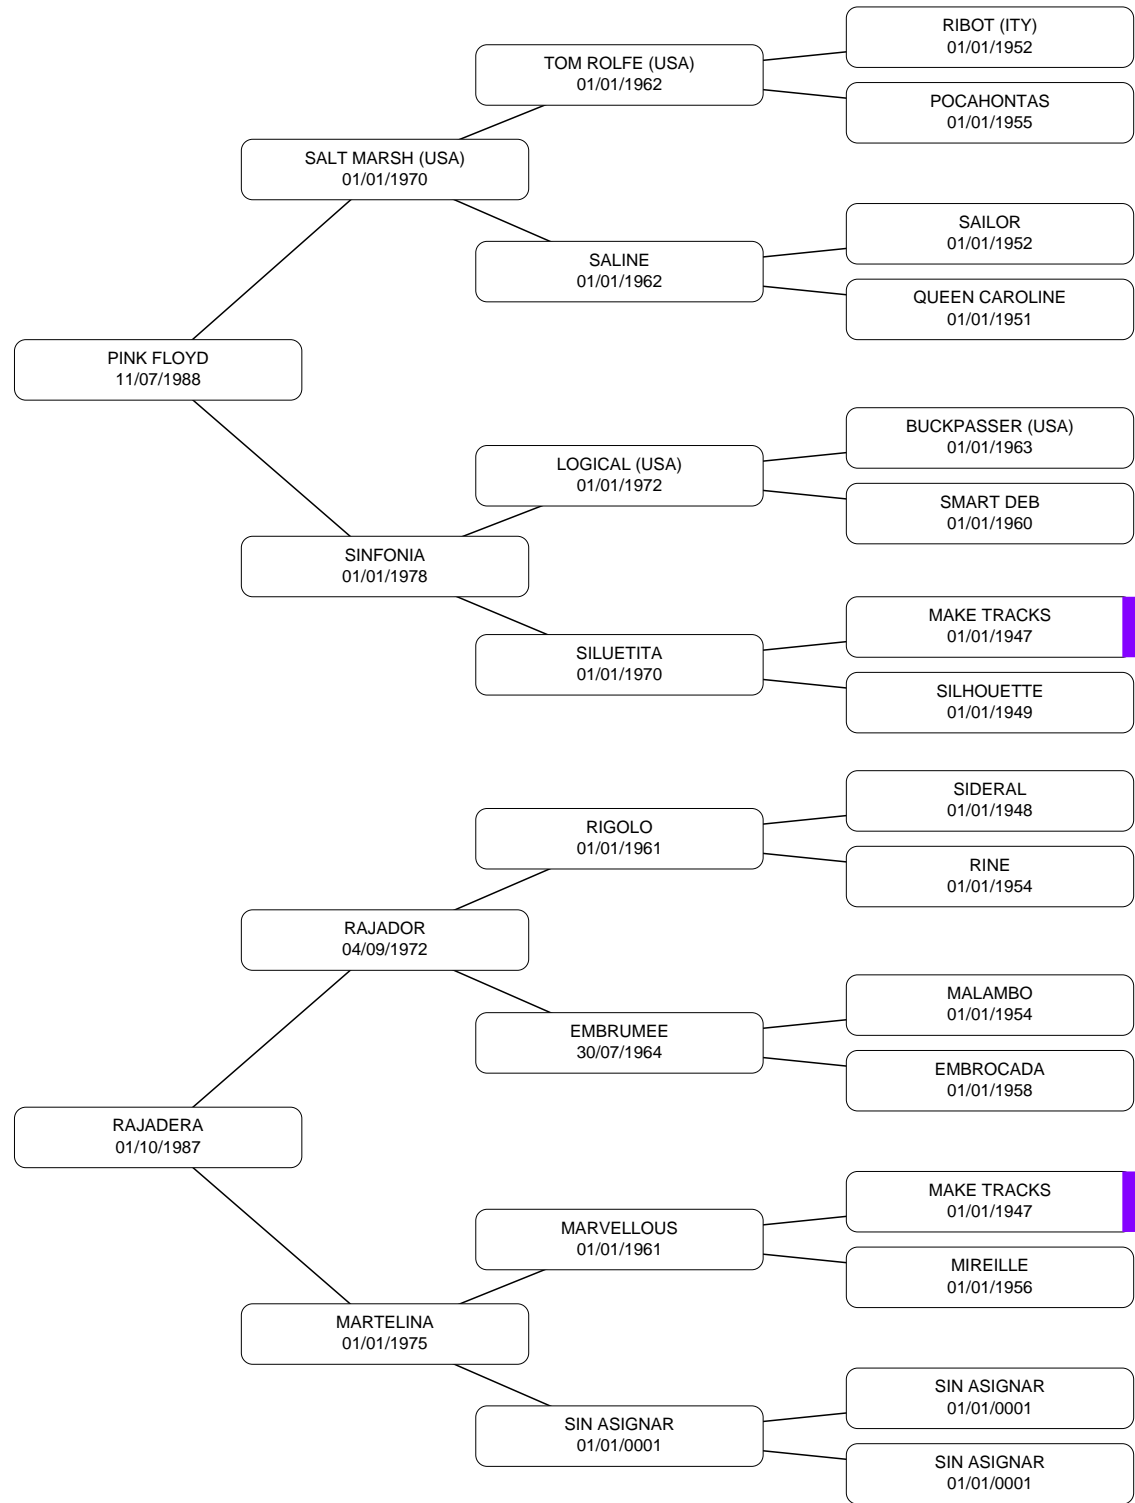 RIBOT (ITY)
01/01/1952
TOM ROLFE (USA)
01/01/1962
POCAHONTAS
01/01/1955
SALT MARSH (USA)
01/01/1970
SAILOR
01/01/1952
SALINE
01/01/1962
QUEEN CAROLINE
01/01/1951
PINK FLOYD
11/07/1988
BUCKPASSER (USA)
01/01/1963
LOGICAL (USA)
01/01/1972
SMART DEB
01/01/1960
SINFONIA
01/01/1978
MAKE TRACKS
01/01/1947
SILUETITA
01/01/1970
SILHOUETTE
01/01/1949
SIDERAL
01/01/1948
RIGOLO
01/01/1961
RINE
01/01/1954
RAJADOR
04/09/1972
MALAMBO
01/01/1954
EMBRUMEE
30/07/1964
EMBROCADA
01/01/1958
RAJADERA
01/10/1987
MAKE TRACKS
01/01/1947
MARVELLOUS
01/01/1961
MIREILLE
01/01/1956
MARTELINA
01/01/1975
SIN ASIGNAR
01/01/0001
SIN ASIGNAR
01/01/0001
SIN ASIGNAR
01/01/0001